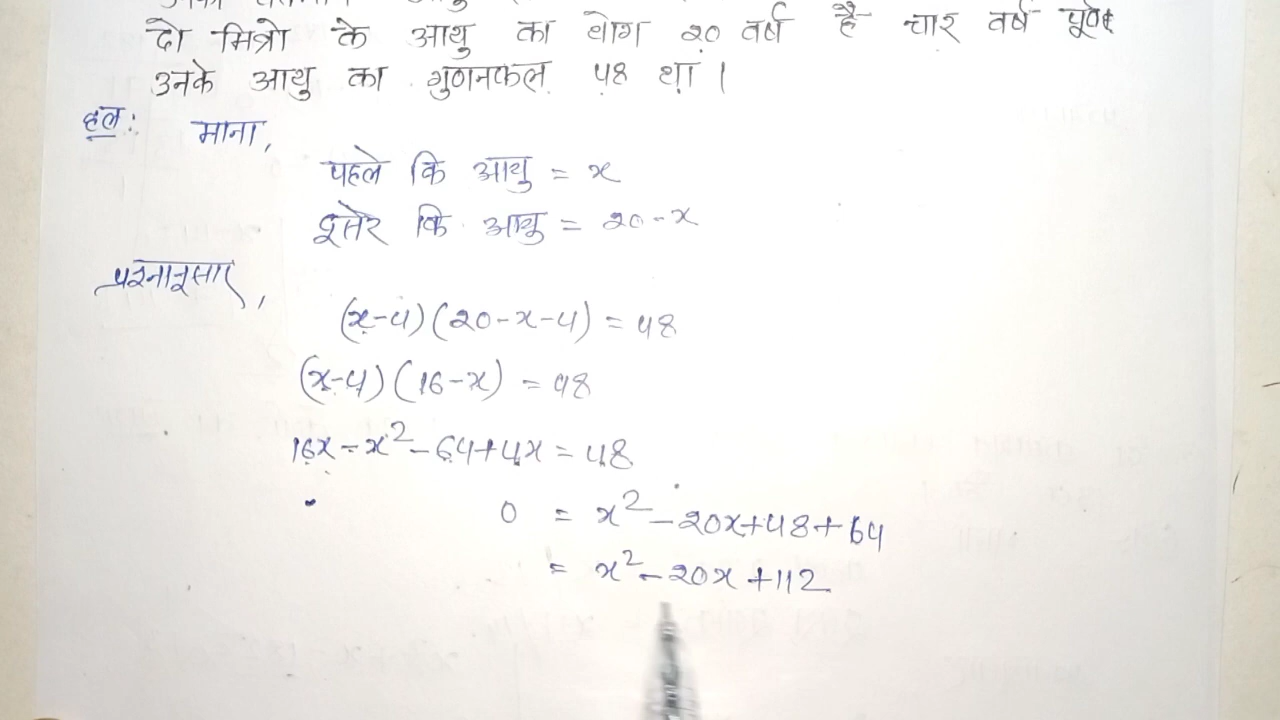 दो मित्रो के आयु का योग 20 वर्ष है चार वर्ष पूर्व
उनके आयु का गुणनफल 48 था ।
हल: माना,
पहले कि आयु = x
दूसरे कि आयु = 20-x
प्रश्नानुसार,
(x-4)(20-x-4) = 48
(x-4)(16-x) = 48
16x-x²-64+4x = 48
0 = x²-20x+48+64
= x²-20x+112